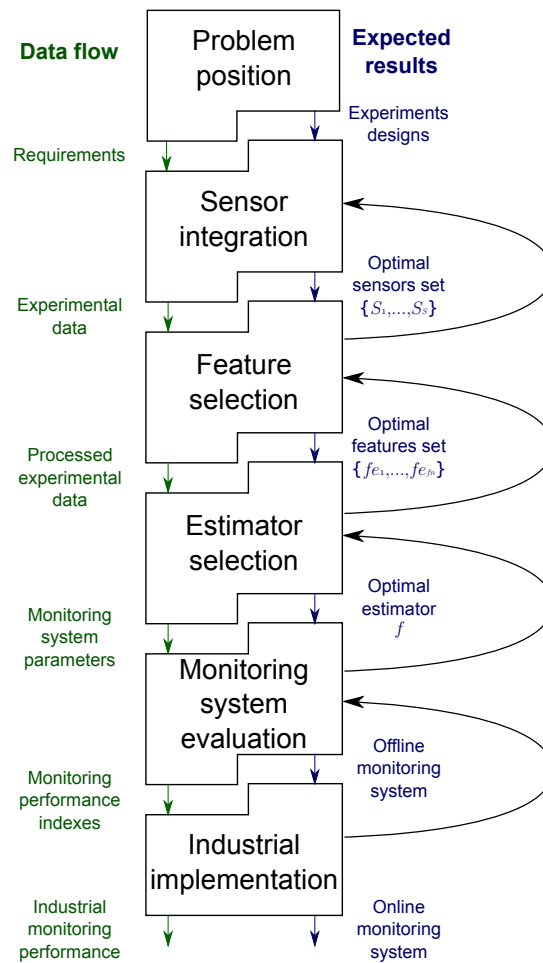 Data flow
Problem
position
Expected
results
Requirements
Experiments
designs
Sensor
integration
Experimental
data
Optimal
sensors set
{S₁,...,Sₛ}
Feature
selection
Processed
experimental
data
Optimal
features set
{fe₁,...,fe_fn}
Estimator
selection
Monitoring
system
parameters
Optimal
estimator
f
Monitoring
system
evaluation
Monitoring
performance
indexes
Offline
monitoring
system
Industrial
implementation
Industrial
monitoring
performance
Online
monitoring
system